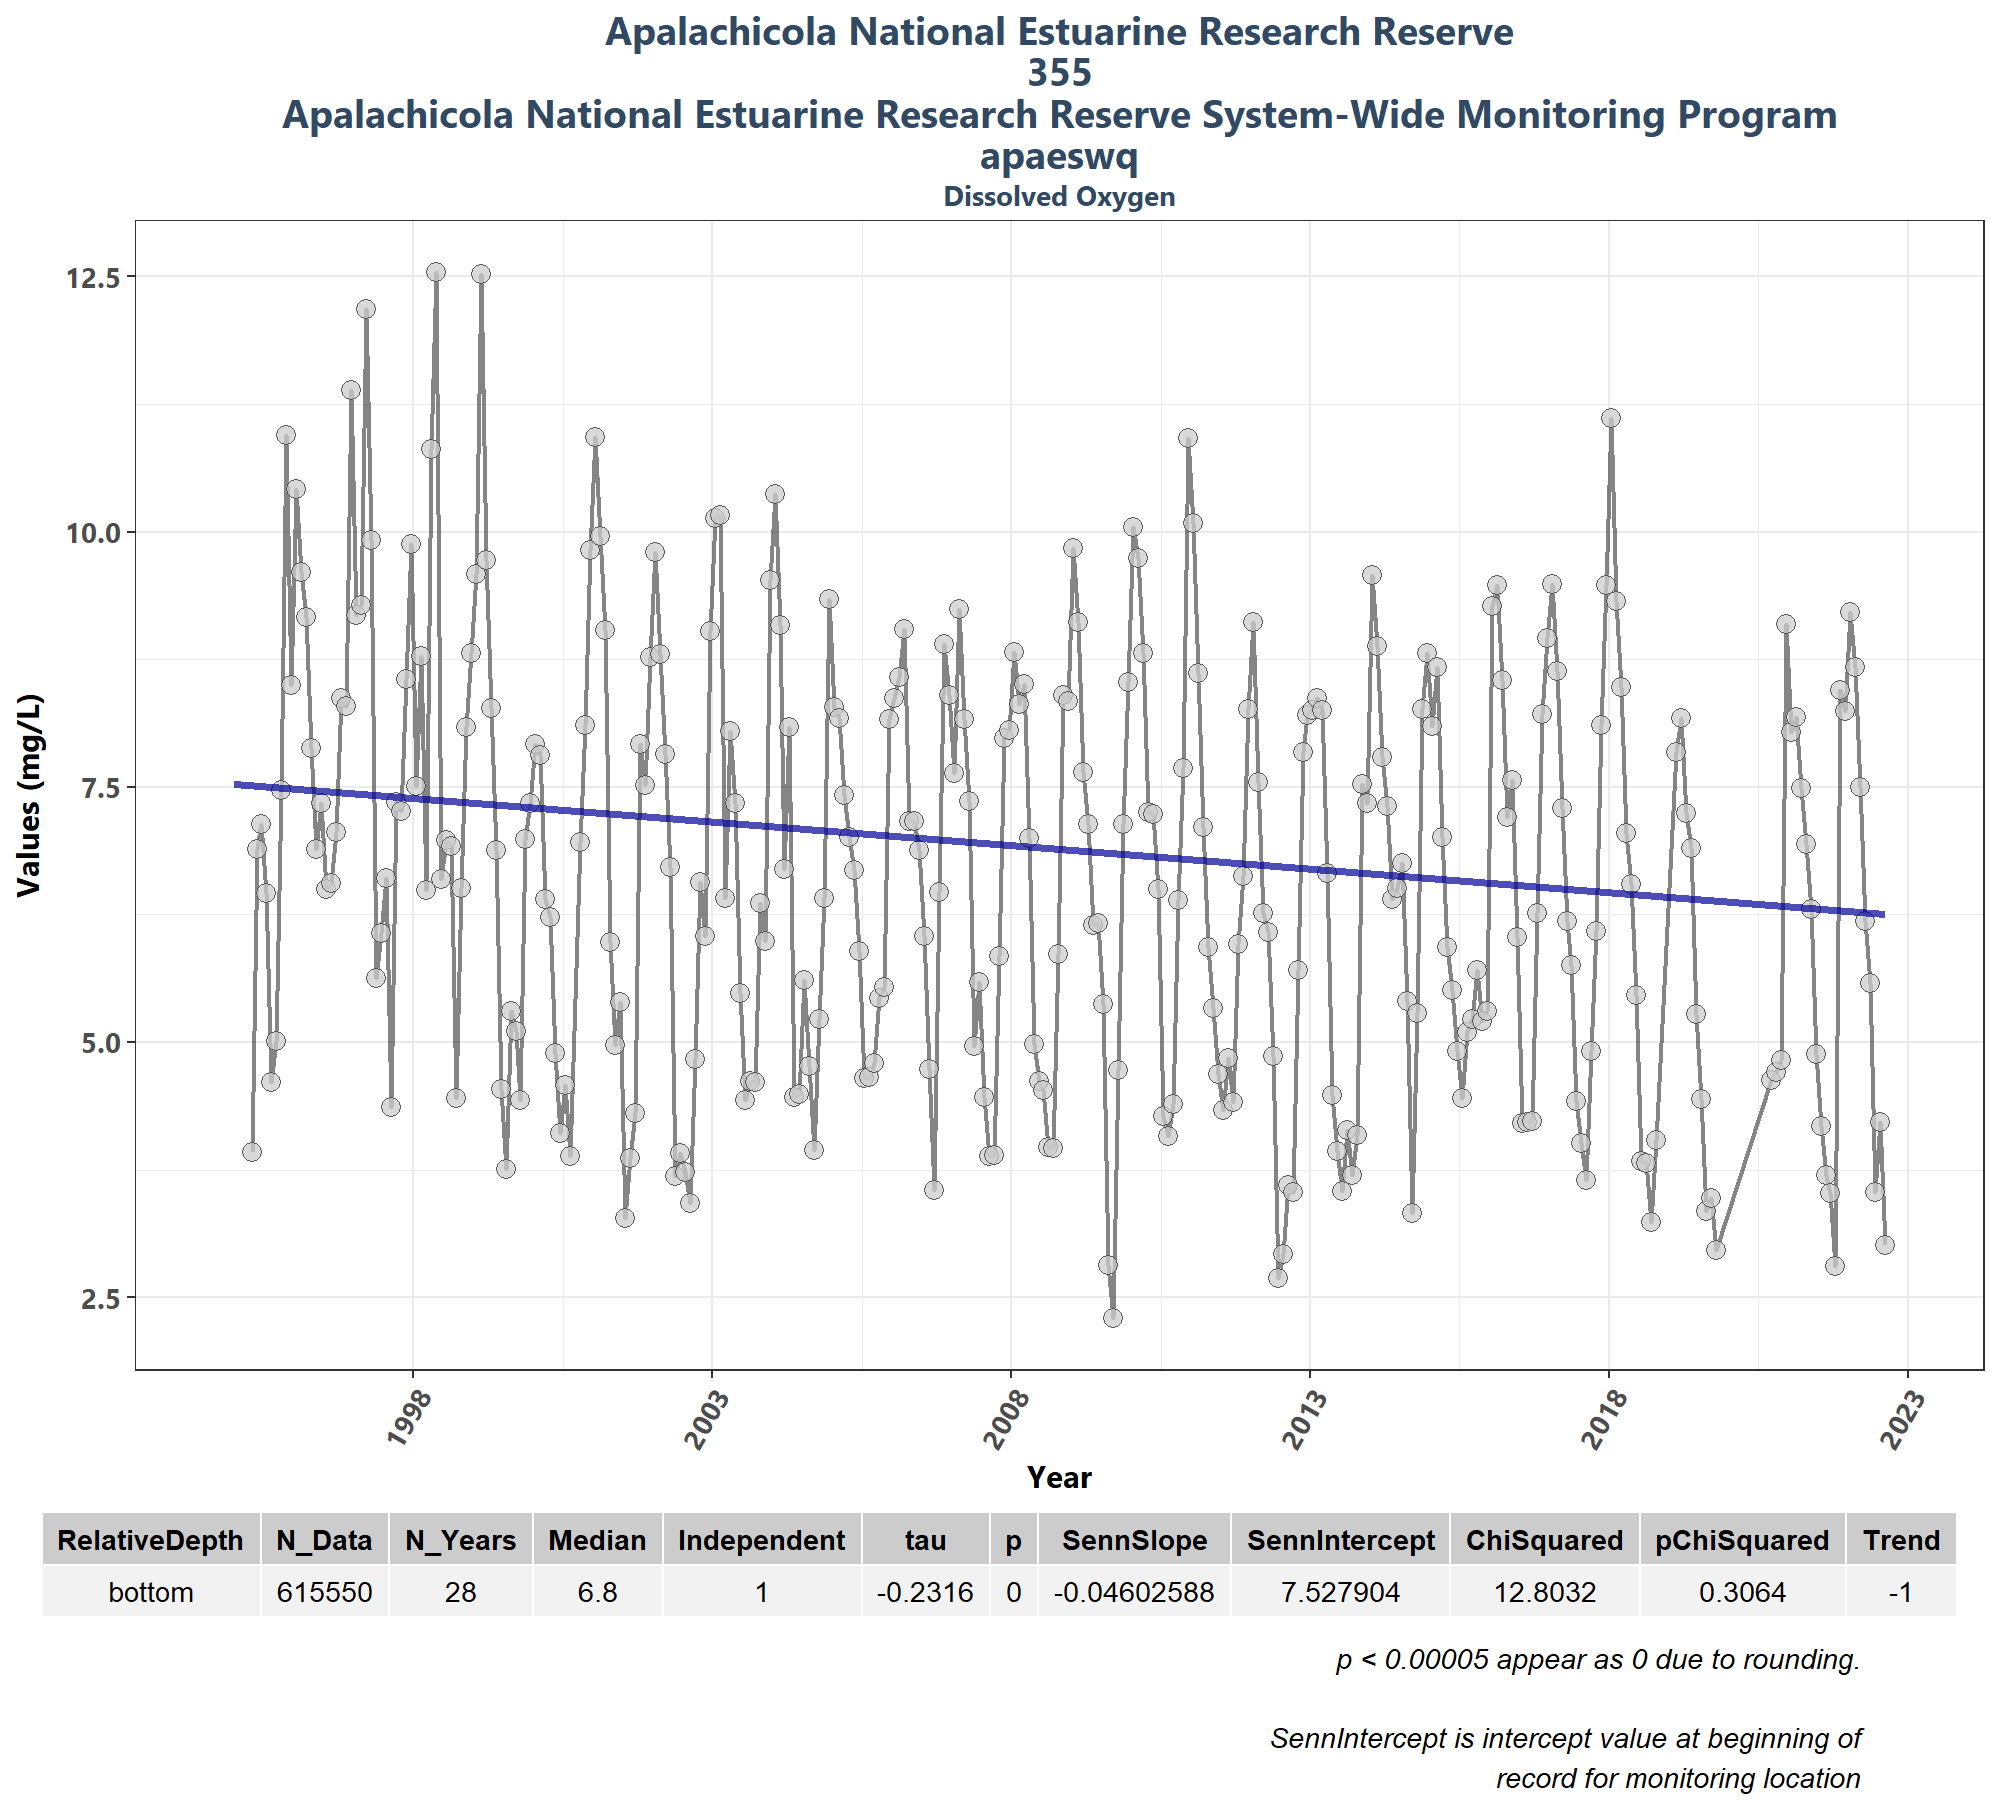 Apalachicola National Estuarine Research Reserve
355
Apalachicola National Estuarine Research Reserve System-Wide Monitoring Program
apaeswq
Dissolved Oxygen
12.5
10.0
7.5
5.0
2.5
Values (mg/L)
1998 2003 2008 2013 2018 2023
Year
RelativeDepth N_Data N_Years Median Independent tau p SennSlope SennIntercept ChiSquared pChiSquared Trend
bottom 615550 28 6.8 1 -0.2316 0 -0.04602588 7.527904 12.8032 0.3064 -1
p < 0.00005 appear as 0 due to rounding.
SennIntercept is intercept value at beginning of
record for monitoring location